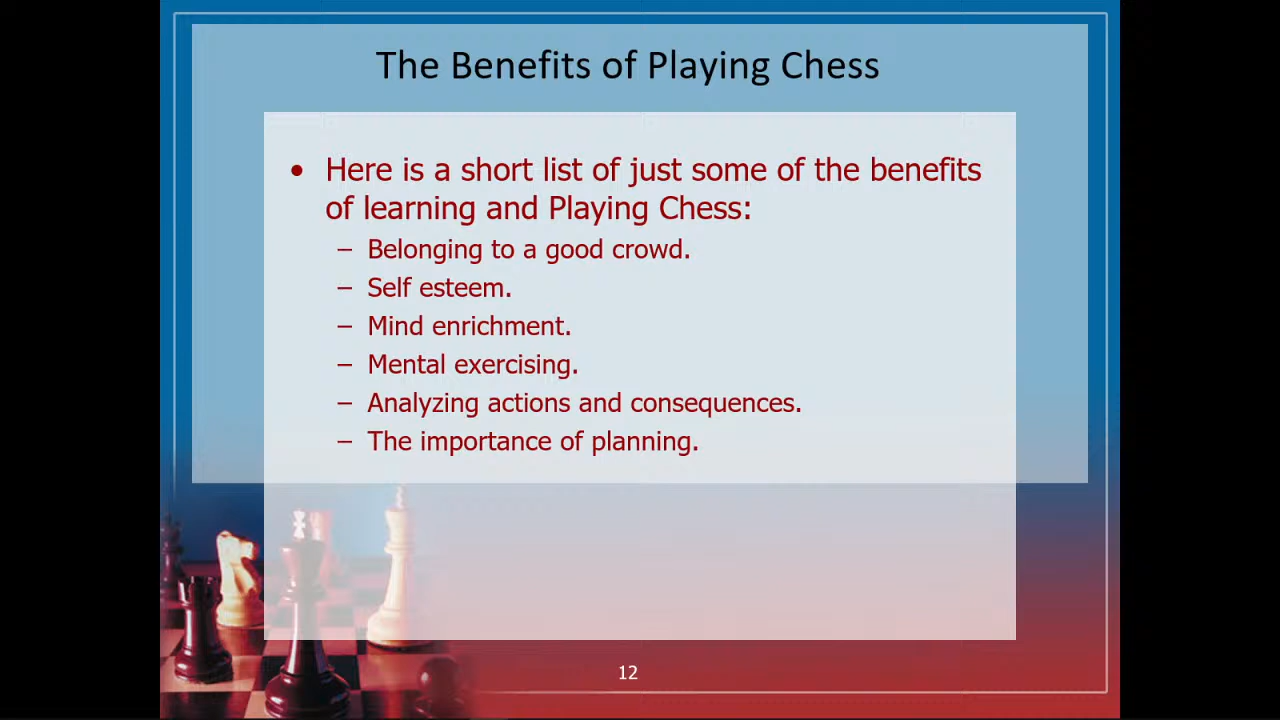 The Benefits of Playing Chess
• Here is a short list of just some of the benefits
of learning and Playing Chess:
– Belonging to a good crowd.
– Self esteem.
– Mind enrichment.
– Mental exercising.
– Analyzing actions and consequences.
– The importance of planning.
12